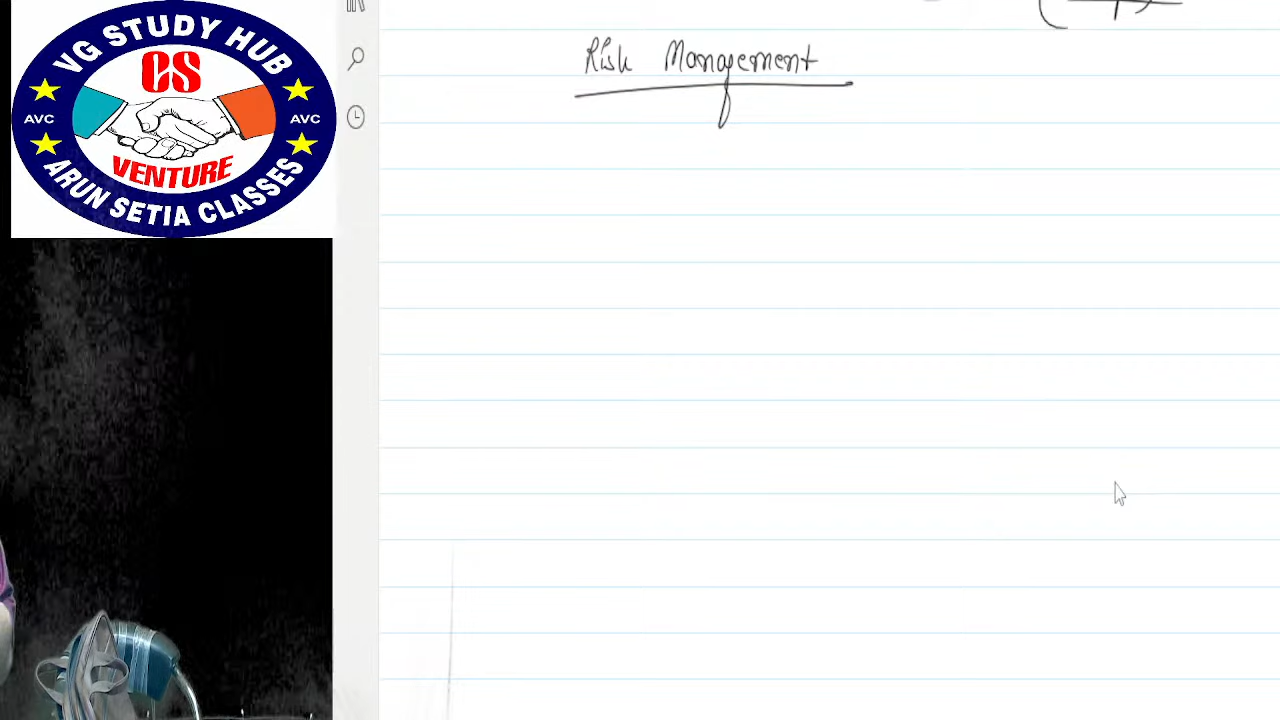 VG STUDY HUB
CS
AVC
AVC
VENTURE
ARUN SETIA CLASSES
Risk Management